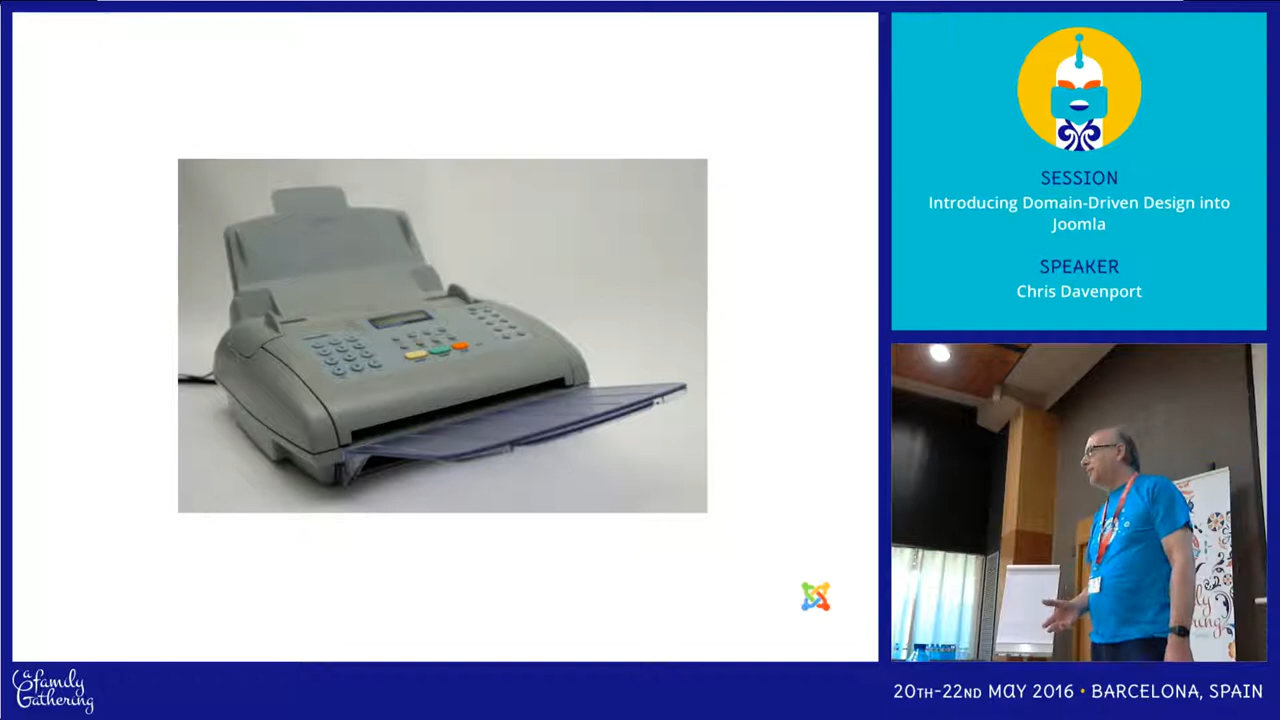 SESSION
Introducing Domain-Driven Design into
Joomla
SPEAKER
Chris Davenport
a family
Gathering
20TH-22ND MAY 2016 • BARCELONA, SPAIN